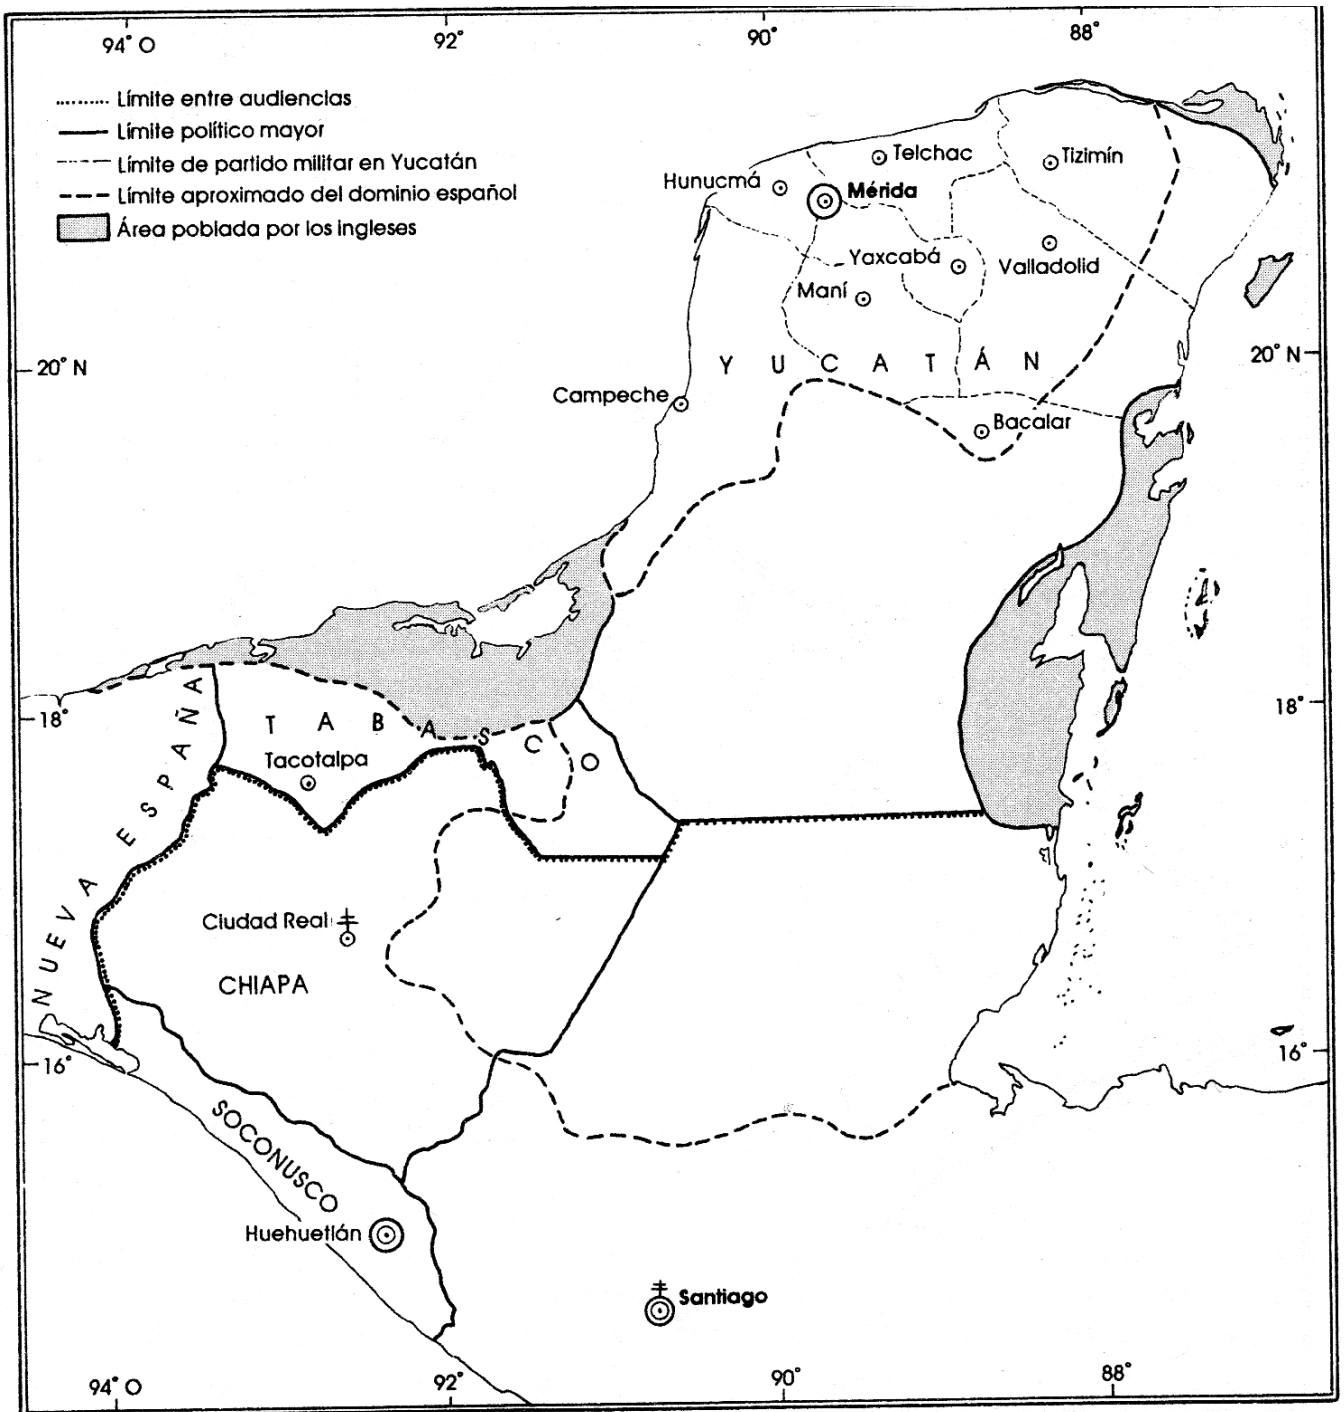 94° O
92°
90°
88°
Límite entre audiencias
Límite político mayor
Límite de partido militar en Yucatán
Límite aproximado del dominio español
Área poblada por los ingleses
Telchac
Tizimín
Hunucmá
Mérida
Yaxcabá
Valladolid
Maní
20° N
YUCATÁN
20° N
Campeche
Bacalar
18°
TABASCO
18°
Tacotalpa
NUEVA ESPAÑA
Ciudad Real
CHIAPA
16°
16°
SOCONUSCO
Huehuetlán
Santiago
94° O
92°
90°
88°